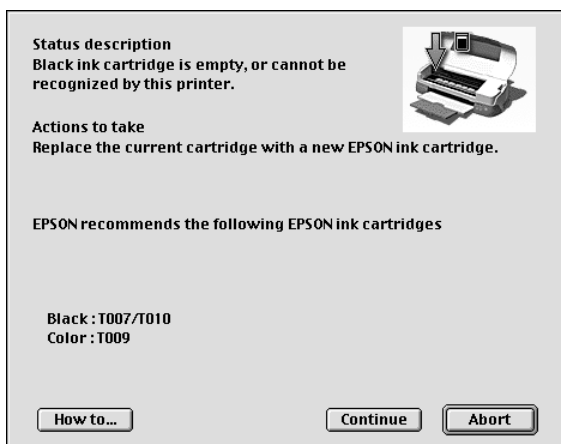 Status description
Black ink cartridge is empty, or cannot be
recognized by this printer.
Actions to take
Replace the current cartridge with a new EPSON ink cartridge.
EPSON recommends the following EPSON ink cartridges
Black : T007/T010
Color : T009
How to...
Continue
Abort